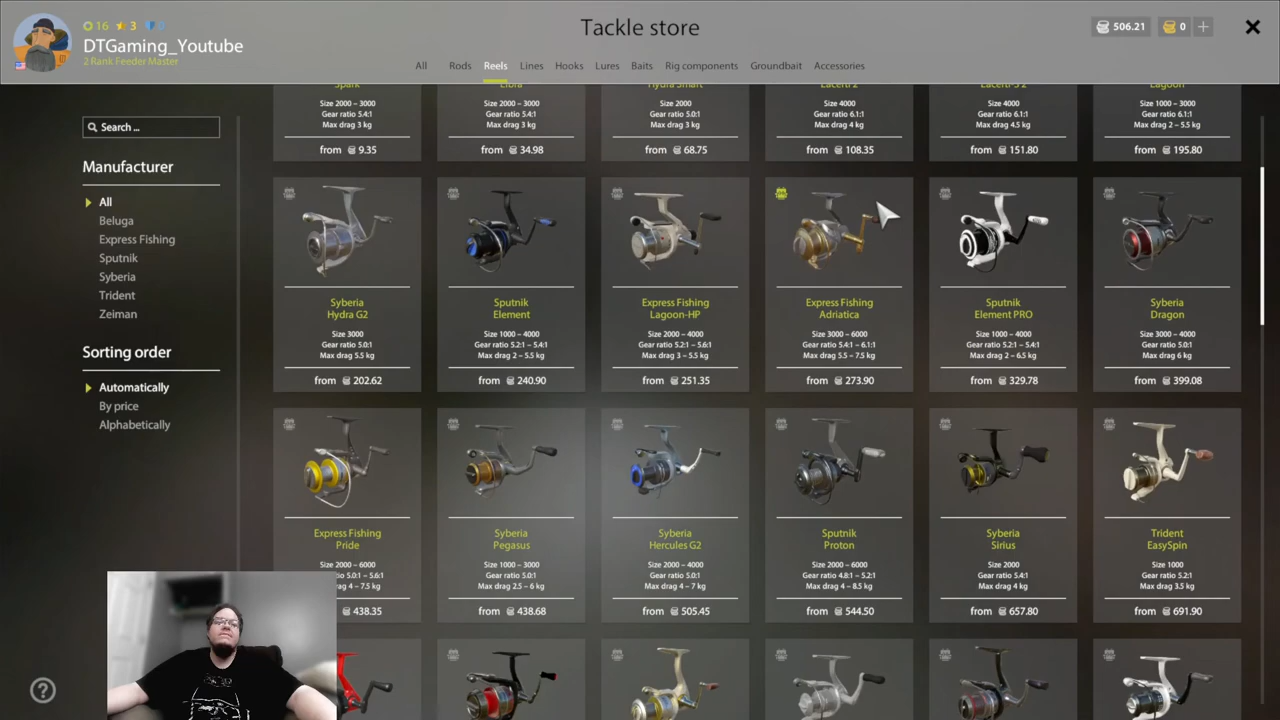 16 3 0
DTGaming_Youtube
2 Rank Feeder Master
Tackle store
506.21
0
All Rods Reels Lines Hooks Lures Baits Rig components Groundbait Accessories
Search ...
Manufacturer
All
Beluga
Express Fishing
Sputnik
Syberia
Trident
Zeiman
Sorting order
Automatically
By price
Alphabetically
Spark
Size 2000 – 3000
Gear ratio 5.4:1
Max drag 3 kg
from 9.35
Libra
Size 2000 – 3000
Gear ratio 5.4:1
Max drag 3 kg
from 34.98
Hydra Smart
Size 2000
Gear ratio 5.0:1
Max drag 3 kg
from 68.75
Size 4000
Gear ratio 6.1:1
Max drag 4 kg
from 108.35
Size 4000
Gear ratio 6.1:1
Max drag 4.5 kg
from 151.80
Lagoon
Size 1000 – 3000
Gear ratio 6.1:1
Max drag 2 – 5.5 kg
from 195.80
Syberia
Hydra G2
Size 3000
Gear ratio 5.0:1
Max drag 5.5 kg
from 202.62
Sputnik
Element
Size 1000 – 4000
Gear ratio 5.2:1 – 5.4:1
Max drag 2 – 5.5 kg
from 240.90
Express Fishing
Lagoon-HP
Size 2000 – 4000
Gear ratio 5.2:1 – 5.6:1
Max drag 3 – 5.5 kg
from 251.35
Express Fishing
Adriatica
Size 3000 – 6000
Gear ratio 5.4:1 – 6.1:1
Max drag 5.5 – 7.5 kg
from 273.90
Sputnik
Element PRO
Size 1000 – 4000
Gear ratio 5.2:1 – 5.4:1
Max drag 2 – 6.5 kg
from 329.78
Syberia
Dragon
Size 3000 – 4000
Gear ratio 5.0:1
Max drag 6 kg
from 399.08
Express Fishing
Pride
Size 2000 – 6000
5.0:1 – 5.6:1
4 – 7.5 kg
438.35
Syberia
Pegasus
Size 1000 – 3000
Gear ratio 5.0:1
Max drag 2.5 – 6 kg
from 438.68
Syberia
Hercules G2
Size 2000 – 4000
Gear ratio 5.0:1
Max drag 4 – 7 kg
from 505.45
Sputnik
Proton
Size 2000 – 6000
Gear ratio 4.8:1 – 5.2:1
Max drag 4 – 8.5 kg
from 544.50
Syberia
Sirius
Size 2000
Gear ratio 5.4:1
Max drag 4 kg
from 657.80
Trident
EasySpin
Size 1000
Gear ratio 5.2:1
Max drag 3.5 kg
from 691.90
?